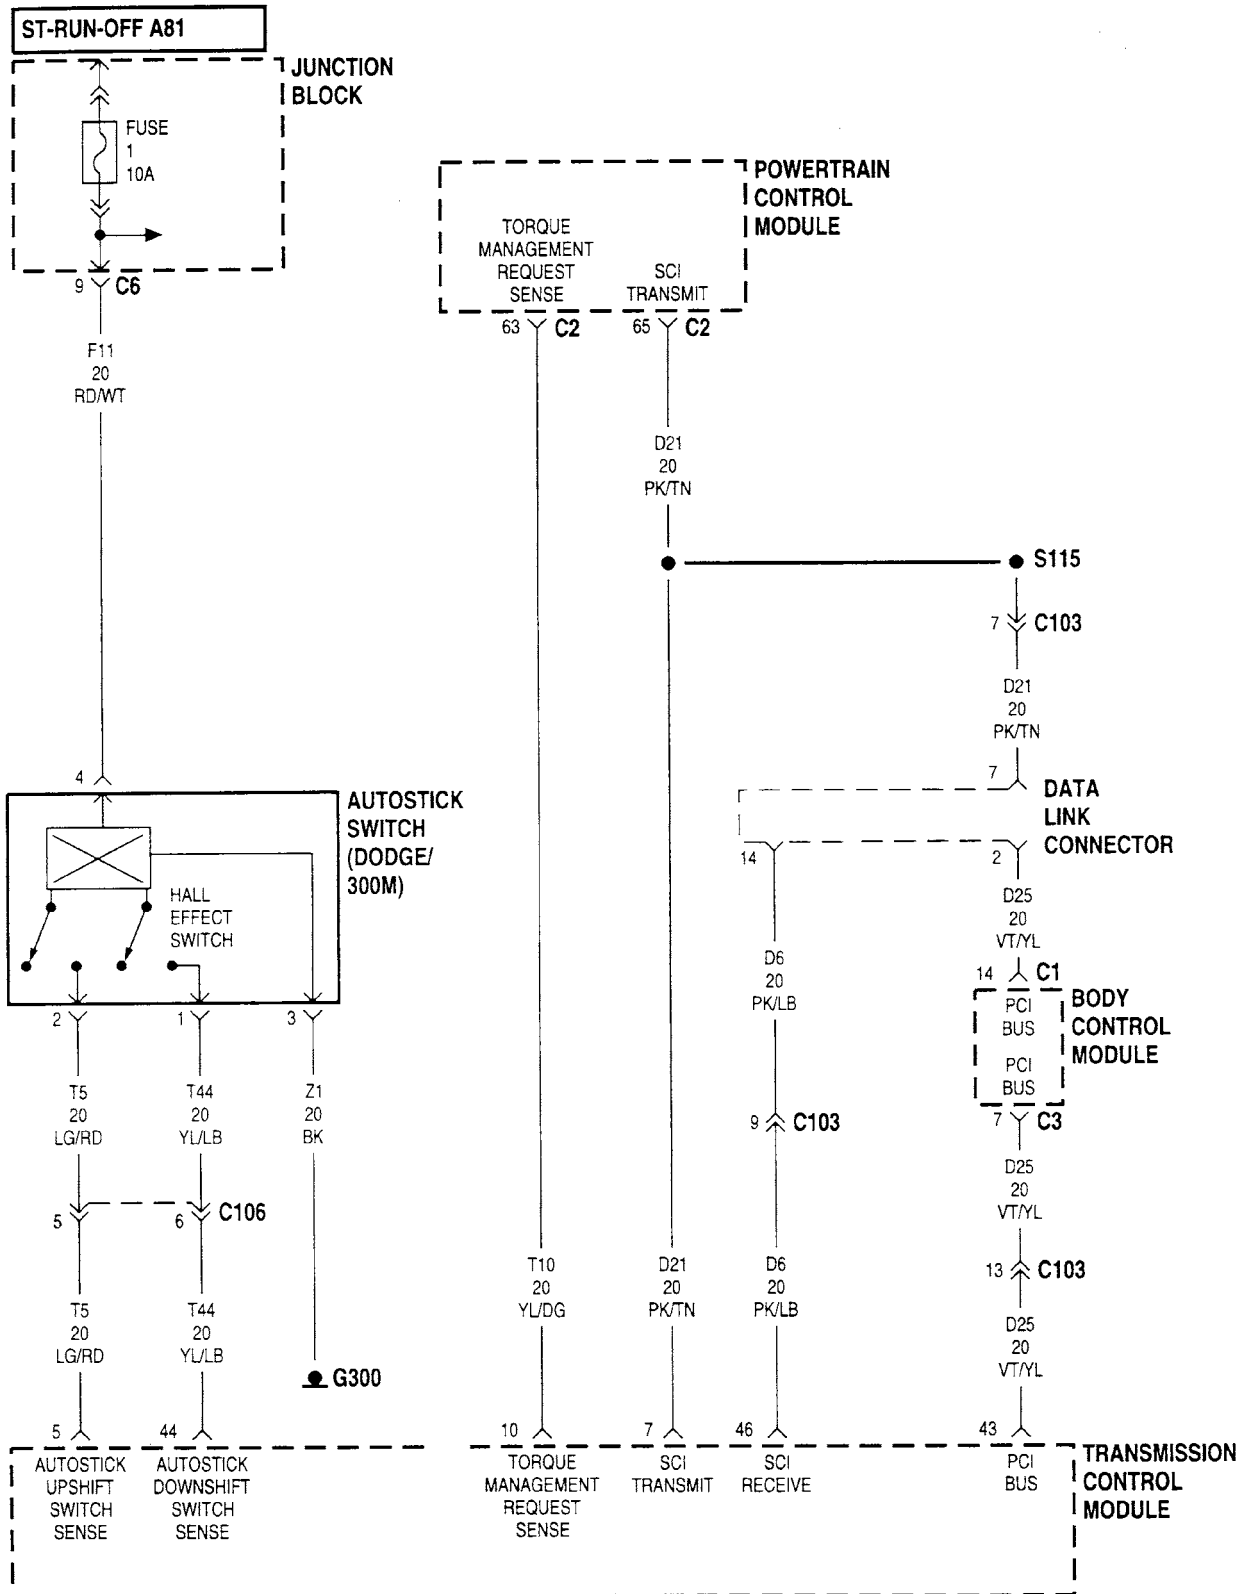 ST-RUN-OFF A81
JUNCTION
BLOCK
FUSE
1
10A
9 C6
F11
20
RD/WT
POWERTRAIN
CONTROL
MODULE
TORQUE
MANAGEMENT
REQUEST
SENSE
SCI
TRANSMIT
63 C2
65 C2
D21
20
PK/TN
S115
7 C103
D21
20
PK/TN
7
DATA
LINK
CONNECTOR
14
2
4
AUTOSTICK
SWITCH
(DODGE/
300M)
HALL
EFFECT
SWITCH
2
1
3
D25
20
VT/YL
D6
20
PK/LB
14 C1
PCI
BUS
PCI
BUS
BODY
CONTROL
MODULE
7 C3
T5
20
LG/RD
T44
20
YL/LB
Z1
20
BK
9 C103
D25
20
VT/YL
5
6 C106
13 C103
T10
20
YL/DG
D21
20
PK/TN
D6
20
PK/LB
T5
20
LG/RD
T44
20
YL/LB
D25
20
VT/YL
G300
5
44
10
7
46
43
AUTOSTICK
UPSHIFT
SWITCH
SENSE
AUTOSTICK
DOWNSHIFT
SWITCH
SENSE
TORQUE
MANAGEMENT
REQUEST
SENSE
SCI
TRANSMIT
SCI
RECEIVE
PCI
BUS
TRANSMISSION
CONTROL
MODULE